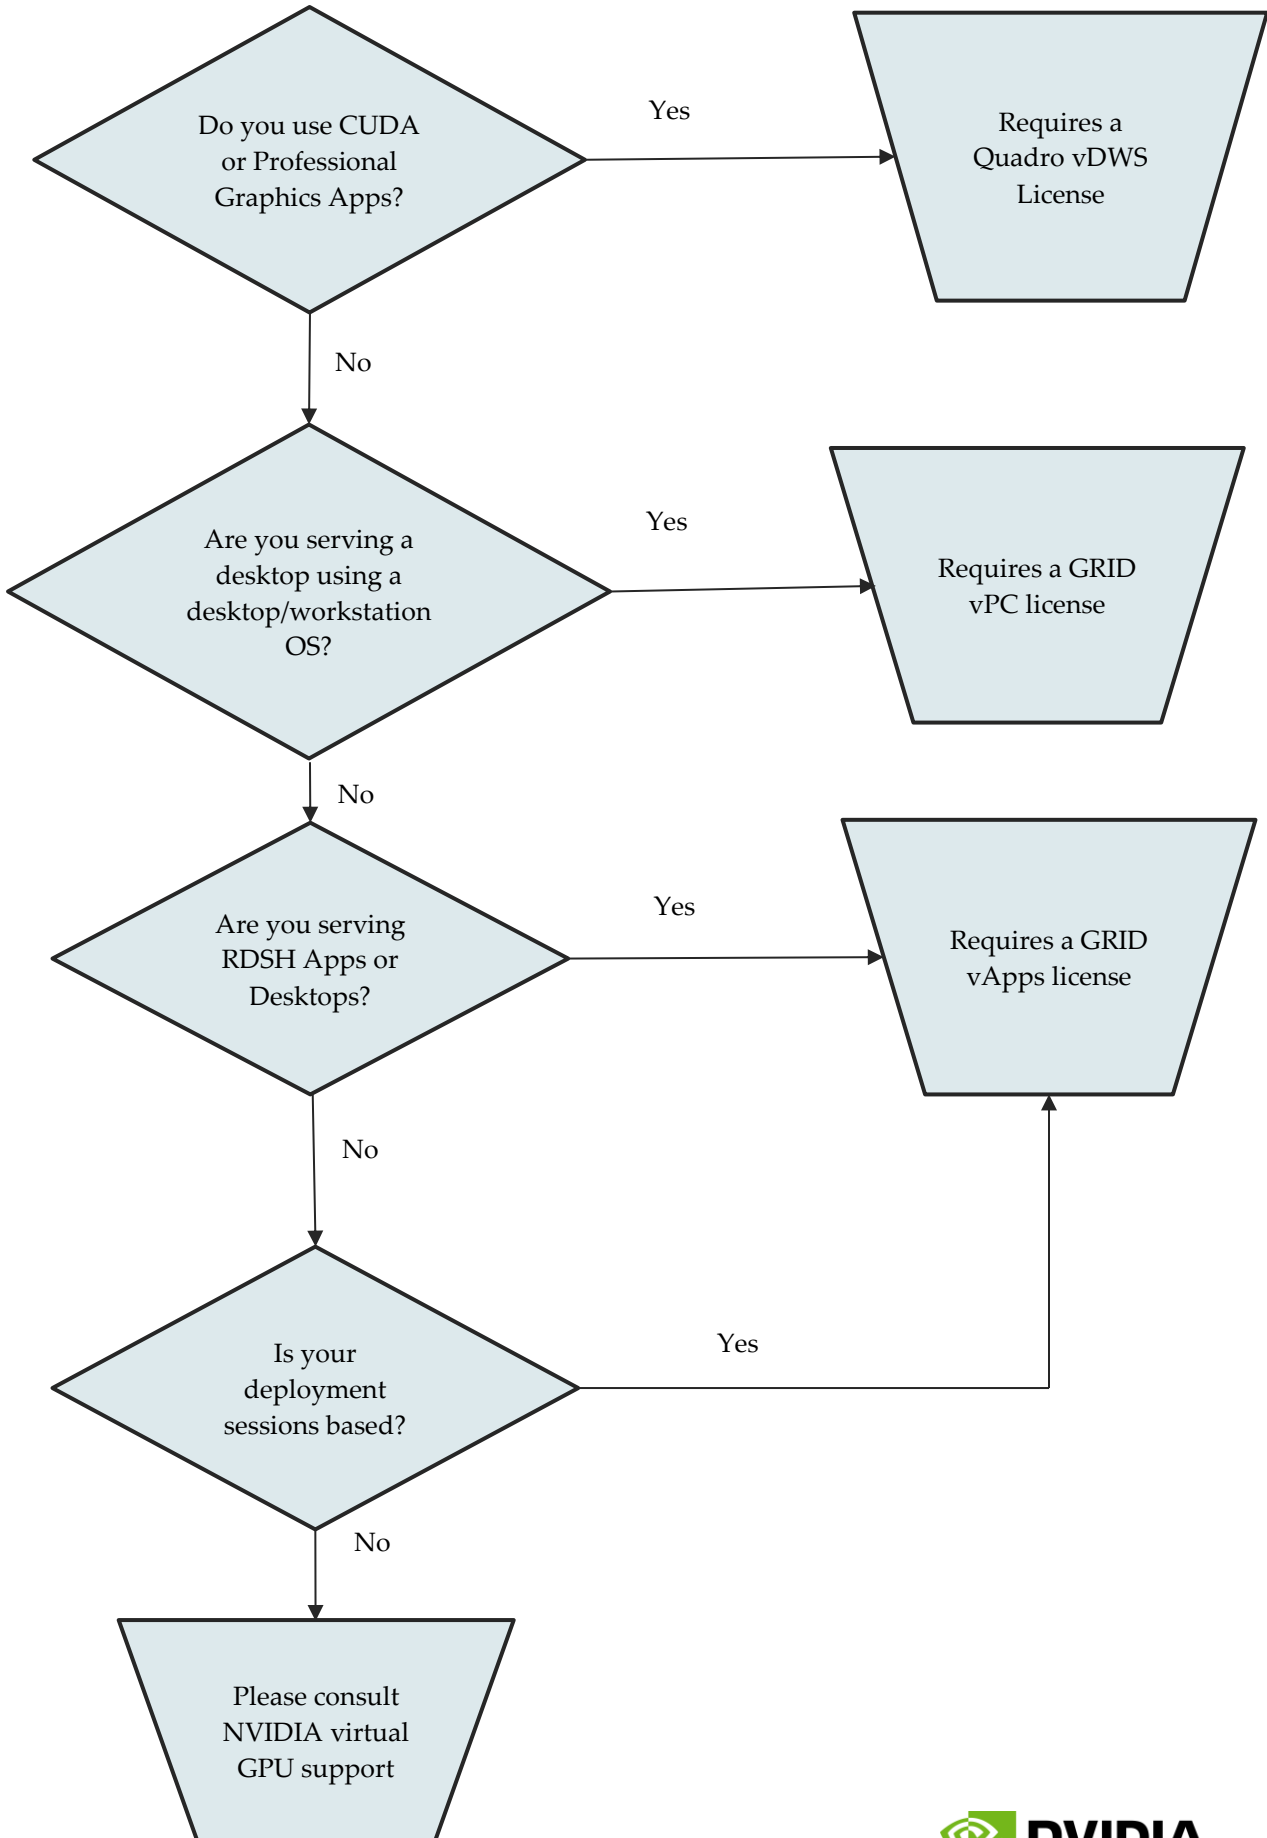 Do you use CUDA
or Professional
Graphics Apps?
Yes
Requires a
Quadro vDWS
License
No
Are you serving a
desktop using a
desktop/workstation
OS?
Yes
Requires a GRID
vPC license
No
Are you serving
RDSH Apps or
Desktops?
Yes
Requires a GRID
vApps license
No
Is your
deployment
sessions based?
Yes
No
Please consult
NVIDIA virtual
GPU support
NVIDIA